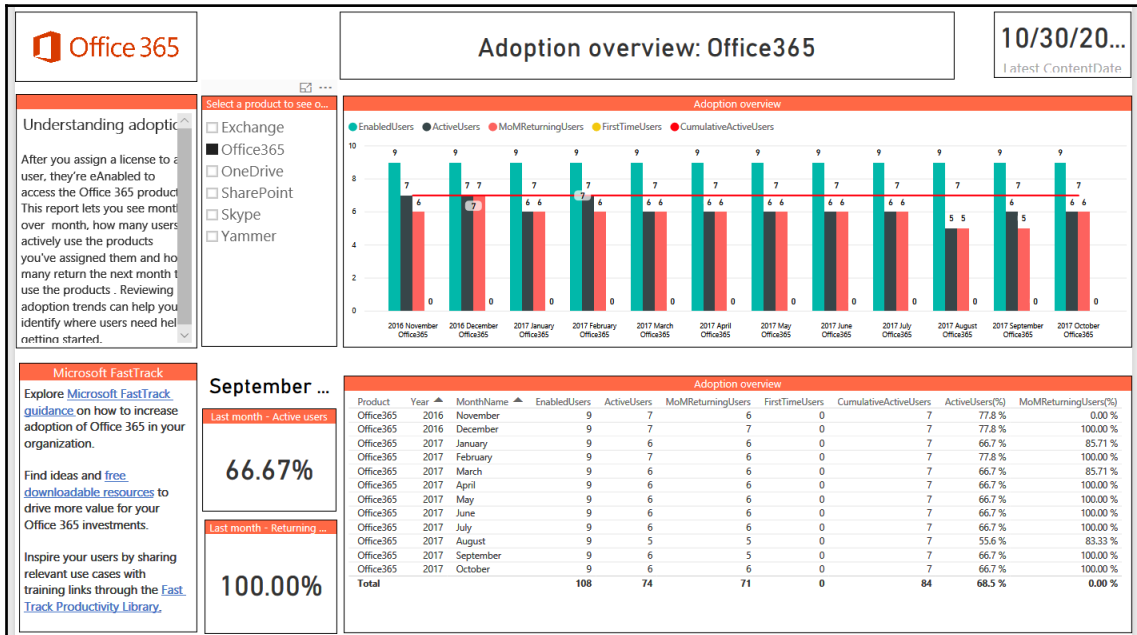 Office 365
Adoption overview: Office365
10/30/20...
Latest ContentDate
Understanding adoptic
After you assign a license to a
user, they're eAnabled to
access the Office 365 product
This report lets you see mont
over month, how many users
actively use the products
you've assigned them and ho
many return the next month t
use the products . Reviewing
adoption trends can help you
identify where users need hel
getting started.
Select a product to see o...
Exchange
Office365
OneDrive
SharePoint
Skype
Yammer
Adoption overview
EnabledUsers ActiveUsers MoMReturningUsers FirstTimeUsers CumulativeActiveUsers
10
8
6
4
2
0
9 7 6 0
9 7 7 7 0
9 7 6 6 0
9 7 7 6 0
9 7 6 6 0
9 7 6 6 0
9 7 6 6 0
9 7 6 6 0
9 7 6 6 0
9 7 5 5 0
9 7 6 5 0
9 7 6 6 0
2016 November 2016 December 2017 January 2017 February 2017 March 2017 April 2017 May 2017 June 2017 July 2017 August 2017 September 2017 October
Office365 Office365 Office365 Office365 Office365 Office365 Office365 Office365 Office365 Office365 Office365 Office365
Microsoft FastTrack
Explore Microsoft FastTrack
guidance on how to increase
adoption of Office 365 in your
organization.
Find ideas and free
downloadable resources to
drive more value for your
Office 365 investments.
Inspire your users by sharing
relevant use cases with
training links through the Fast
Track Productivity Library.
September ...
Last month - Active users
66.67%
Last month - Returning ...
100.00%
Adoption overview
Product Year MonthName EnabledUsers ActiveUsers MoMReturningUsers FirstTimeUsers CumulativeActiveUsers ActiveUsers(%) MoMReturningUsers(%)
Office365 2016 November 9 7 6 0 7 77.8 % 0.00 %
Office365 2016 December 9 7 7 0 7 77.8 % 100.00 %
Office365 2017 January 9 6 6 0 7 66.7 % 85.71 %
Office365 2017 February 9 7 6 0 7 77.8 % 100.00 %
Office365 2017 March 9 6 6 0 7 66.7 % 85.71 %
Office365 2017 April 9 6 6 0 7 66.7 % 100.00 %
Office365 2017 May 9 6 6 0 7 66.7 % 100.00 %
Office365 2017 June 9 6 6 0 7 66.7 % 100.00 %
Office365 2017 July 9 6 6 0 7 66.7 % 100.00 %
Office365 2017 August 9 5 5 0 7 55.6 % 83.33 %
Office365 2017 September 9 6 5 0 7 66.7 % 100.00 %
Office365 2017 October 9 6 6 0 7 66.7 % 100.00 %
Total 108 74 71 0 84 68.5 % 0.00 %